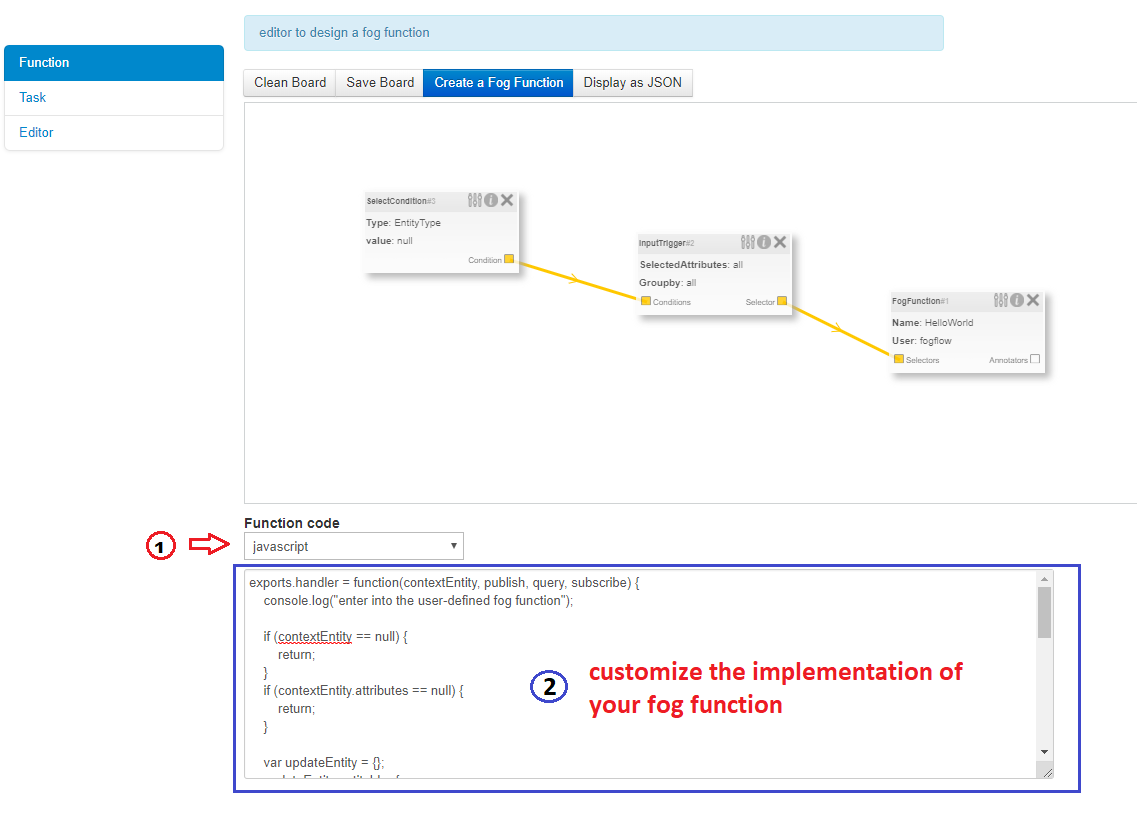 editor to design a fog function
Function
Task
Editor
Clean Board
Save Board
Create a Fog Function
Display as JSON
SelectCondition#3
Type: EntityType
value: null
Condition
InputTrigger#2
SelectedAttributes: all
Groupby: all
Conditions
Selector
FogFunction#1
Name: HelloWorld
User: fogflow
Selectors
Annotators
Function code
1
javascript
exports.handler = function(contextEntity, publish, query, subscribe) {
console.log("enter into the user-defined fog function");
if (contextEntity == null) {
return;
}
if (contextEntity.attributes == null) {
return;
}
var updateEntity = {};
2
customize the implementation of
your fog function